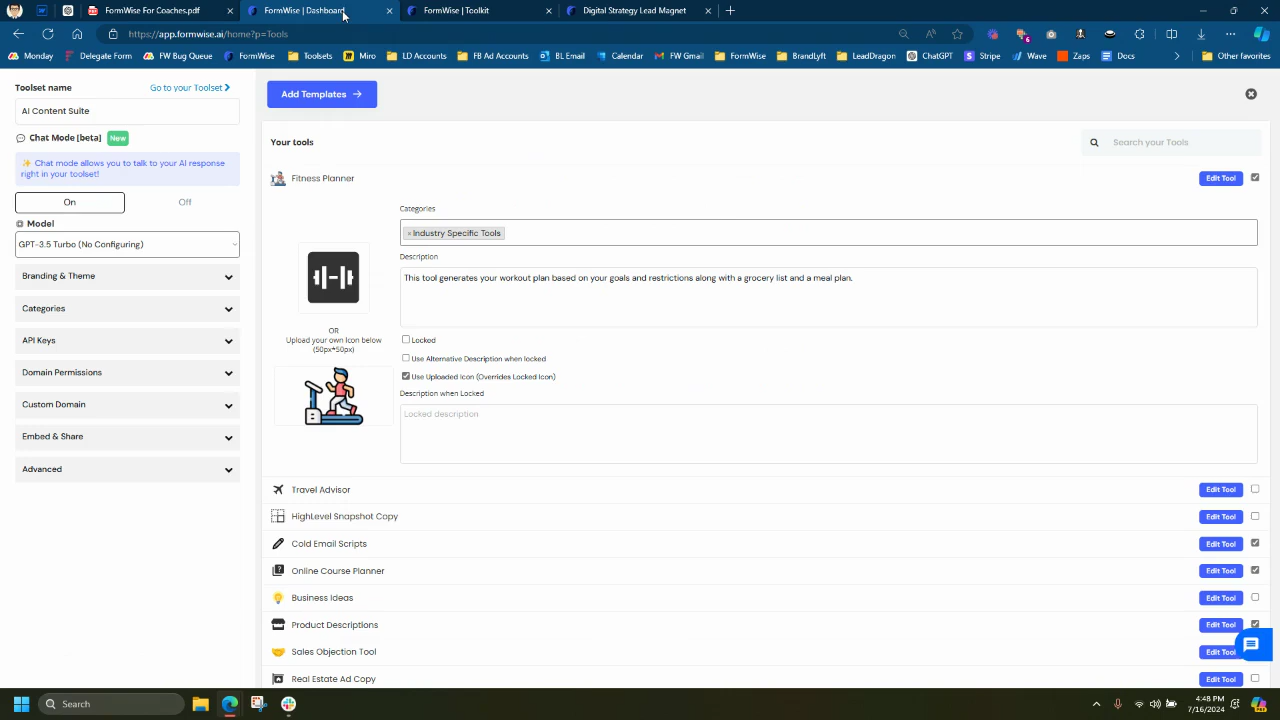 FormWise For Coaches.pdf
FormWise | Dashboard
FormWise | Toolkit
Digital Strategy Lead Magnet
https://app.formwise.ai/home?p=Tools
Monday
Delegate Form
FW Bug Queue
FormWise
Toolsets
Miro
LD Accounts
FB Ad Accounts
BL Email
Calendar
FW Gmail
FormWise
BrandLyft
LeadDragon
ChatGPT
Stripe
Wave
Zaps
Docs
Other favorites
Toolset name
Go to your Toolset
AI Content Suite
Chat Mode [beta]
New
✨ Chat mode allows you to talk to your AI response
right in your toolset!
On
Off
Model
GPT-3.5 Turbo (No Configuring)
Branding & Theme
Categories
API Keys
Domain Permissions
Custom Domain
Embed & Share
Advanced
Add Templates →
Your tools
Search your Tools
Fitness Planner
Edit Tool
Categories
× Industry Specific Tools
Description
This tool generates your workout plan based on your goals and restrictions along with a grocery list and a meal plan.
OR
Upload your own Icon below
(50px*50px)
Locked
Use Alternative Description when locked
Use Uploaded Icon (Overrides Locked Icon)
Description when Locked
Locked description
Travel Advisor
Edit Tool
HighLevel Snapshot Copy
Edit Tool
Cold Email Scripts
Edit Tool
Online Course Planner
Edit Tool
Business Ideas
Edit Tool
Product Descriptions
Edit Tool
Sales Objection Tool
Edit Tool
Real Estate Ad Copy
Edit Tool
Search
4:48 PM
7/16/2024